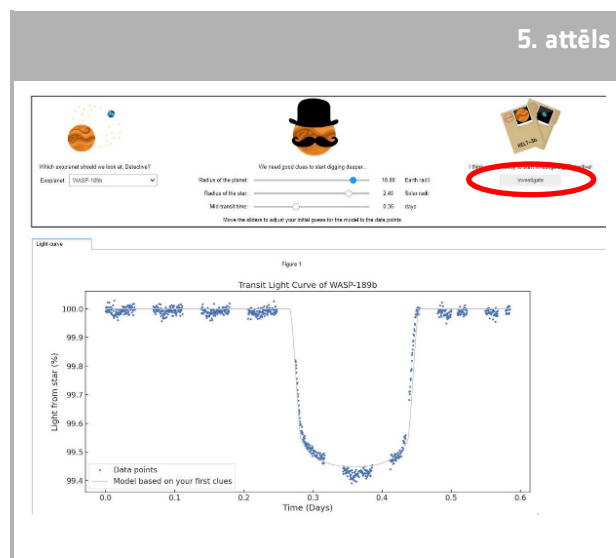 5. attēls
KELT-3b
Which exoplanet should we look at, Detective?
Exoplanet: WASP-189b
We need good clues to start digging deeper...
Radius of the planet: Earth radii
Radius of the star: 2.40 Solar radii
Mid-transit time: 0.36 days
Move the sliders to adjust your initial guess for the model to the data points.
I think
Investigate
Light curve
Figure 1
Transit Light Curve of WASP-189b
100.0
99.9
99.8
99.7
99.6
99.5
99.4
Light from star (%)
Data points
Model based on your first clues
0.0 0.1 0.2 0.3 0.4 0.5 0.6
Time (Days)